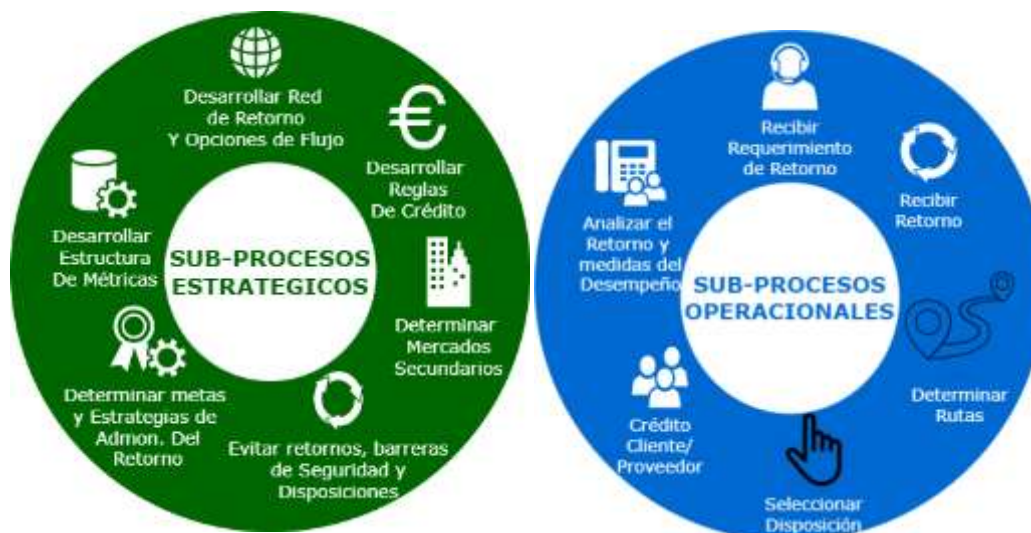 Desarrollar Red
de Retorno
Y Opciones de Flujo
Desarrollar
Reglas
De Crédito
Determinar
Mercados
Secundarios
Evitar retornos, barreras
de Seguridad y
Disposiciones
Determinar metas
y Estrategias de
Admon. Del
Retorno
Desarrollar
Estructura
De Métricas
SUB-PROCESOS
ESTRATEGICOS
Recibir
Requerimiento
de Retorno
Recibir
Retorno
Determinar
Rutas
Seleccionar
Disposición
Crédito
Cliente/
Proveedor
Analizar el
Retorno y
medidas del
Desempeño
SUB-PROCESOS
OPERACIONALES